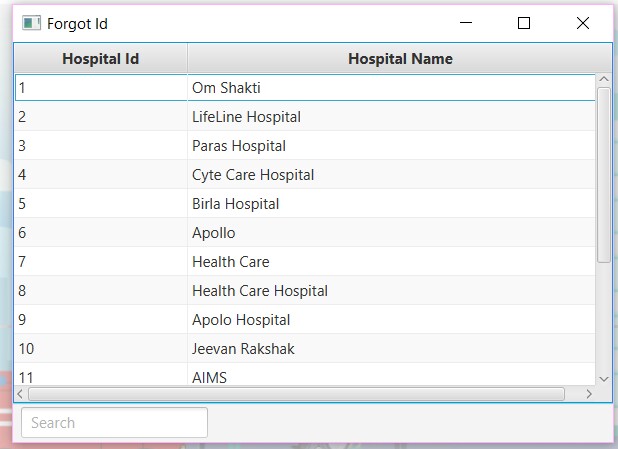 Forgot Id
Hospital Id Hospital Name
1 Om Shakti
2 LifeLine Hospital
3 Paras Hospital
4 Cyte Care Hospital
5 Birla Hospital
6 Apollo
7 Health Care
8 Health Care Hospital
9 Apolo Hospital
10 Jeevan Rakshak
11 AIMS
Search